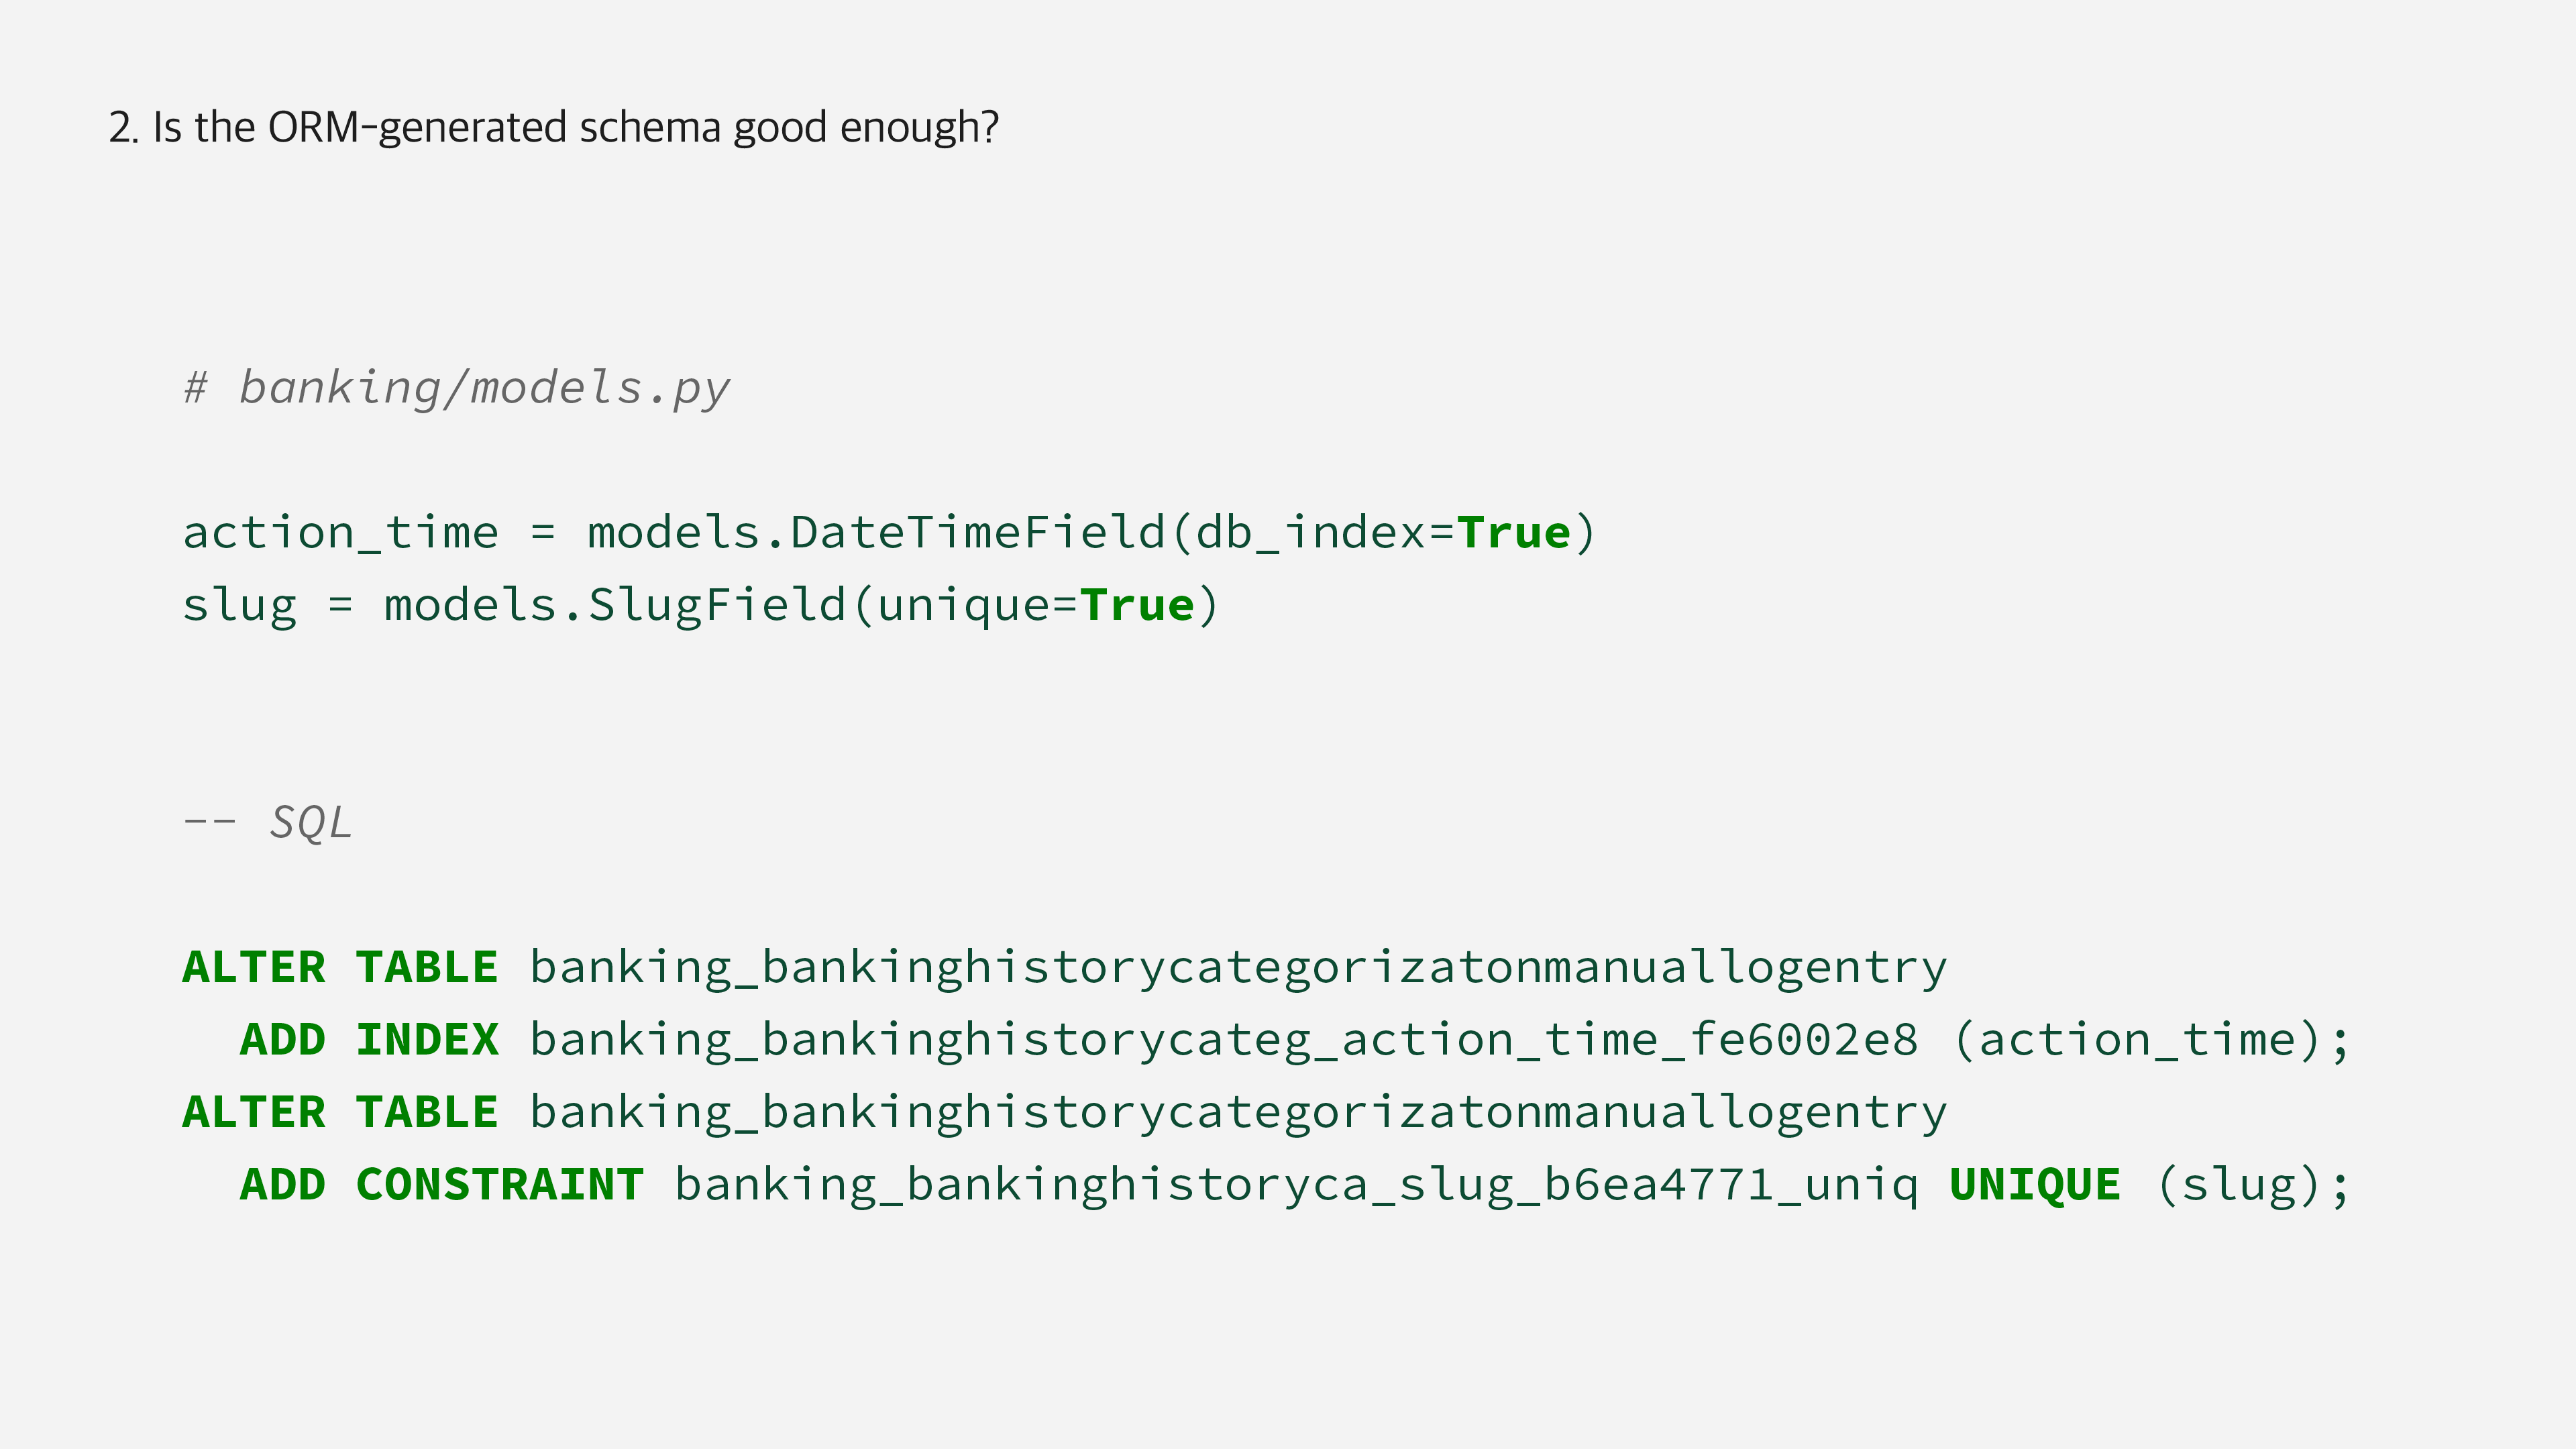 2. Is the ORM-generated schema good enough?
# banking/models.py
action_time = models.DateTimeField(db_index=True)
slug = models.SlugField(unique=True)
-- SQL
ALTER TABLE banking_bankinghistorycategorizatonmanuallogentry
ADD INDEX banking_bankinghistorycateg_action_time_fe6002e8 (action_time);
ALTER TABLE banking_bankinghistorycategorizatonmanuallogentry
ADD CONSTRAINT banking_bankinghistoryca_slug_b6ea4771_uniq UNIQUE (slug);